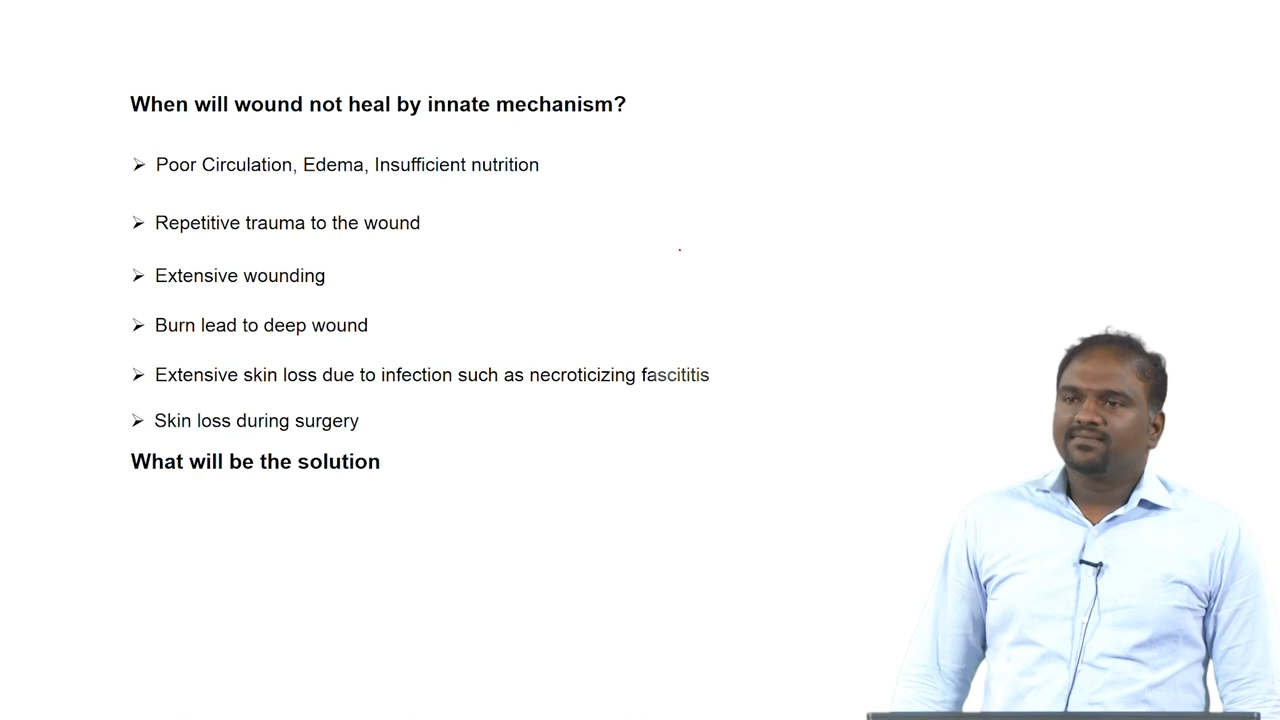 When will wound not heal by innate mechanism?
➢ Poor Circulation, Edema, Insufficient nutrition
➢ Repetitive trauma to the wound
➢ Extensive wounding
➢ Burn lead to deep wound
➢ Extensive skin loss due to infection such as necroticizing fascititis
➢ Skin loss during surgery
What will be the solution